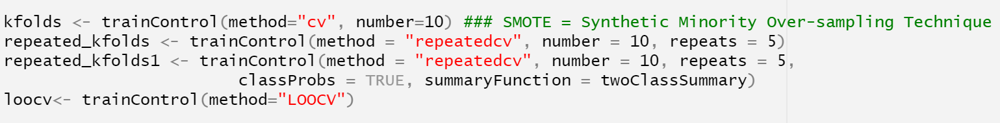 kfolds <- trainControl(method="cv", number=10) ### SMOTE = Synthetic Minority Over-sampling Technique
repeated_kfolds <- trainControl(method = "repeatedcv", number = 10, repeats = 5)
repeated_kfolds1 <- trainControl(method = "repeatedcv", number = 10, repeats = 5,
classProbs = TRUE, summaryFunction = twoClassSummary)
loocv<- trainControl(method="LOOCV")